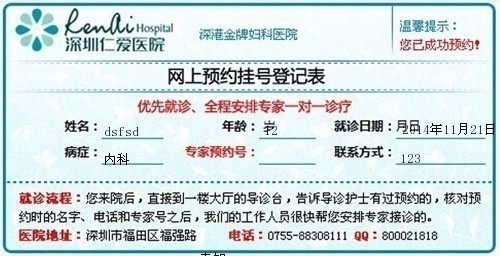 RenAi Hospital
深圳仁爱医院
深港金牌妇科医院
温馨提示：
您已成功预约!
网上预约挂号登记表
优先就诊、全程安排专家一对一诊疗
姓名： dsfsd 年龄： 12 岁 就诊日期： 2014年11月21日 月日
病症： 内科 专家预约号： 联系方式： 123
就诊流程：您来院后，直接到一楼大厅的导诊台，告诉导诊护士有过预约的，核对预
约时的名字、电话和专家号之后，我们的工作人员很快帮您安排专家接诊的。
医院地址：深圳市福田区福强路 电话：0755-88308111 QQ：800021818